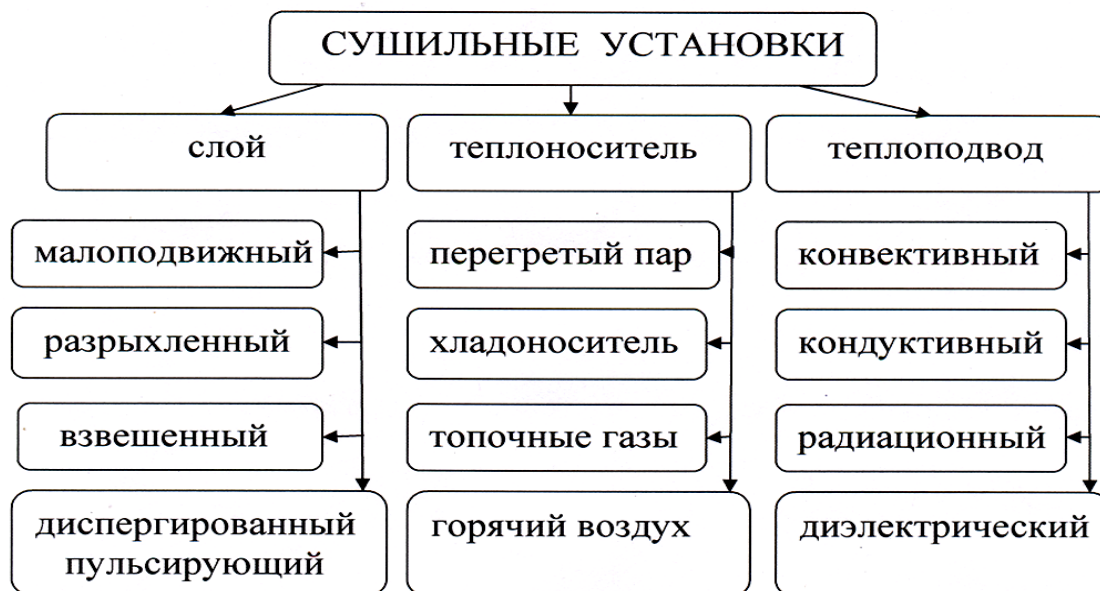 СУШИЛЬНЫЕ УСТАНОВКИ
слой
теплоноситель
теплоподвод
малоподвижный
перегретый пар
конвективный
разрыхленный
хладоноситель
кондуктивный
взвешенный
топочные газы
радиационный
диспергированный
пульсирующий
горячий воздух
диэлектрический